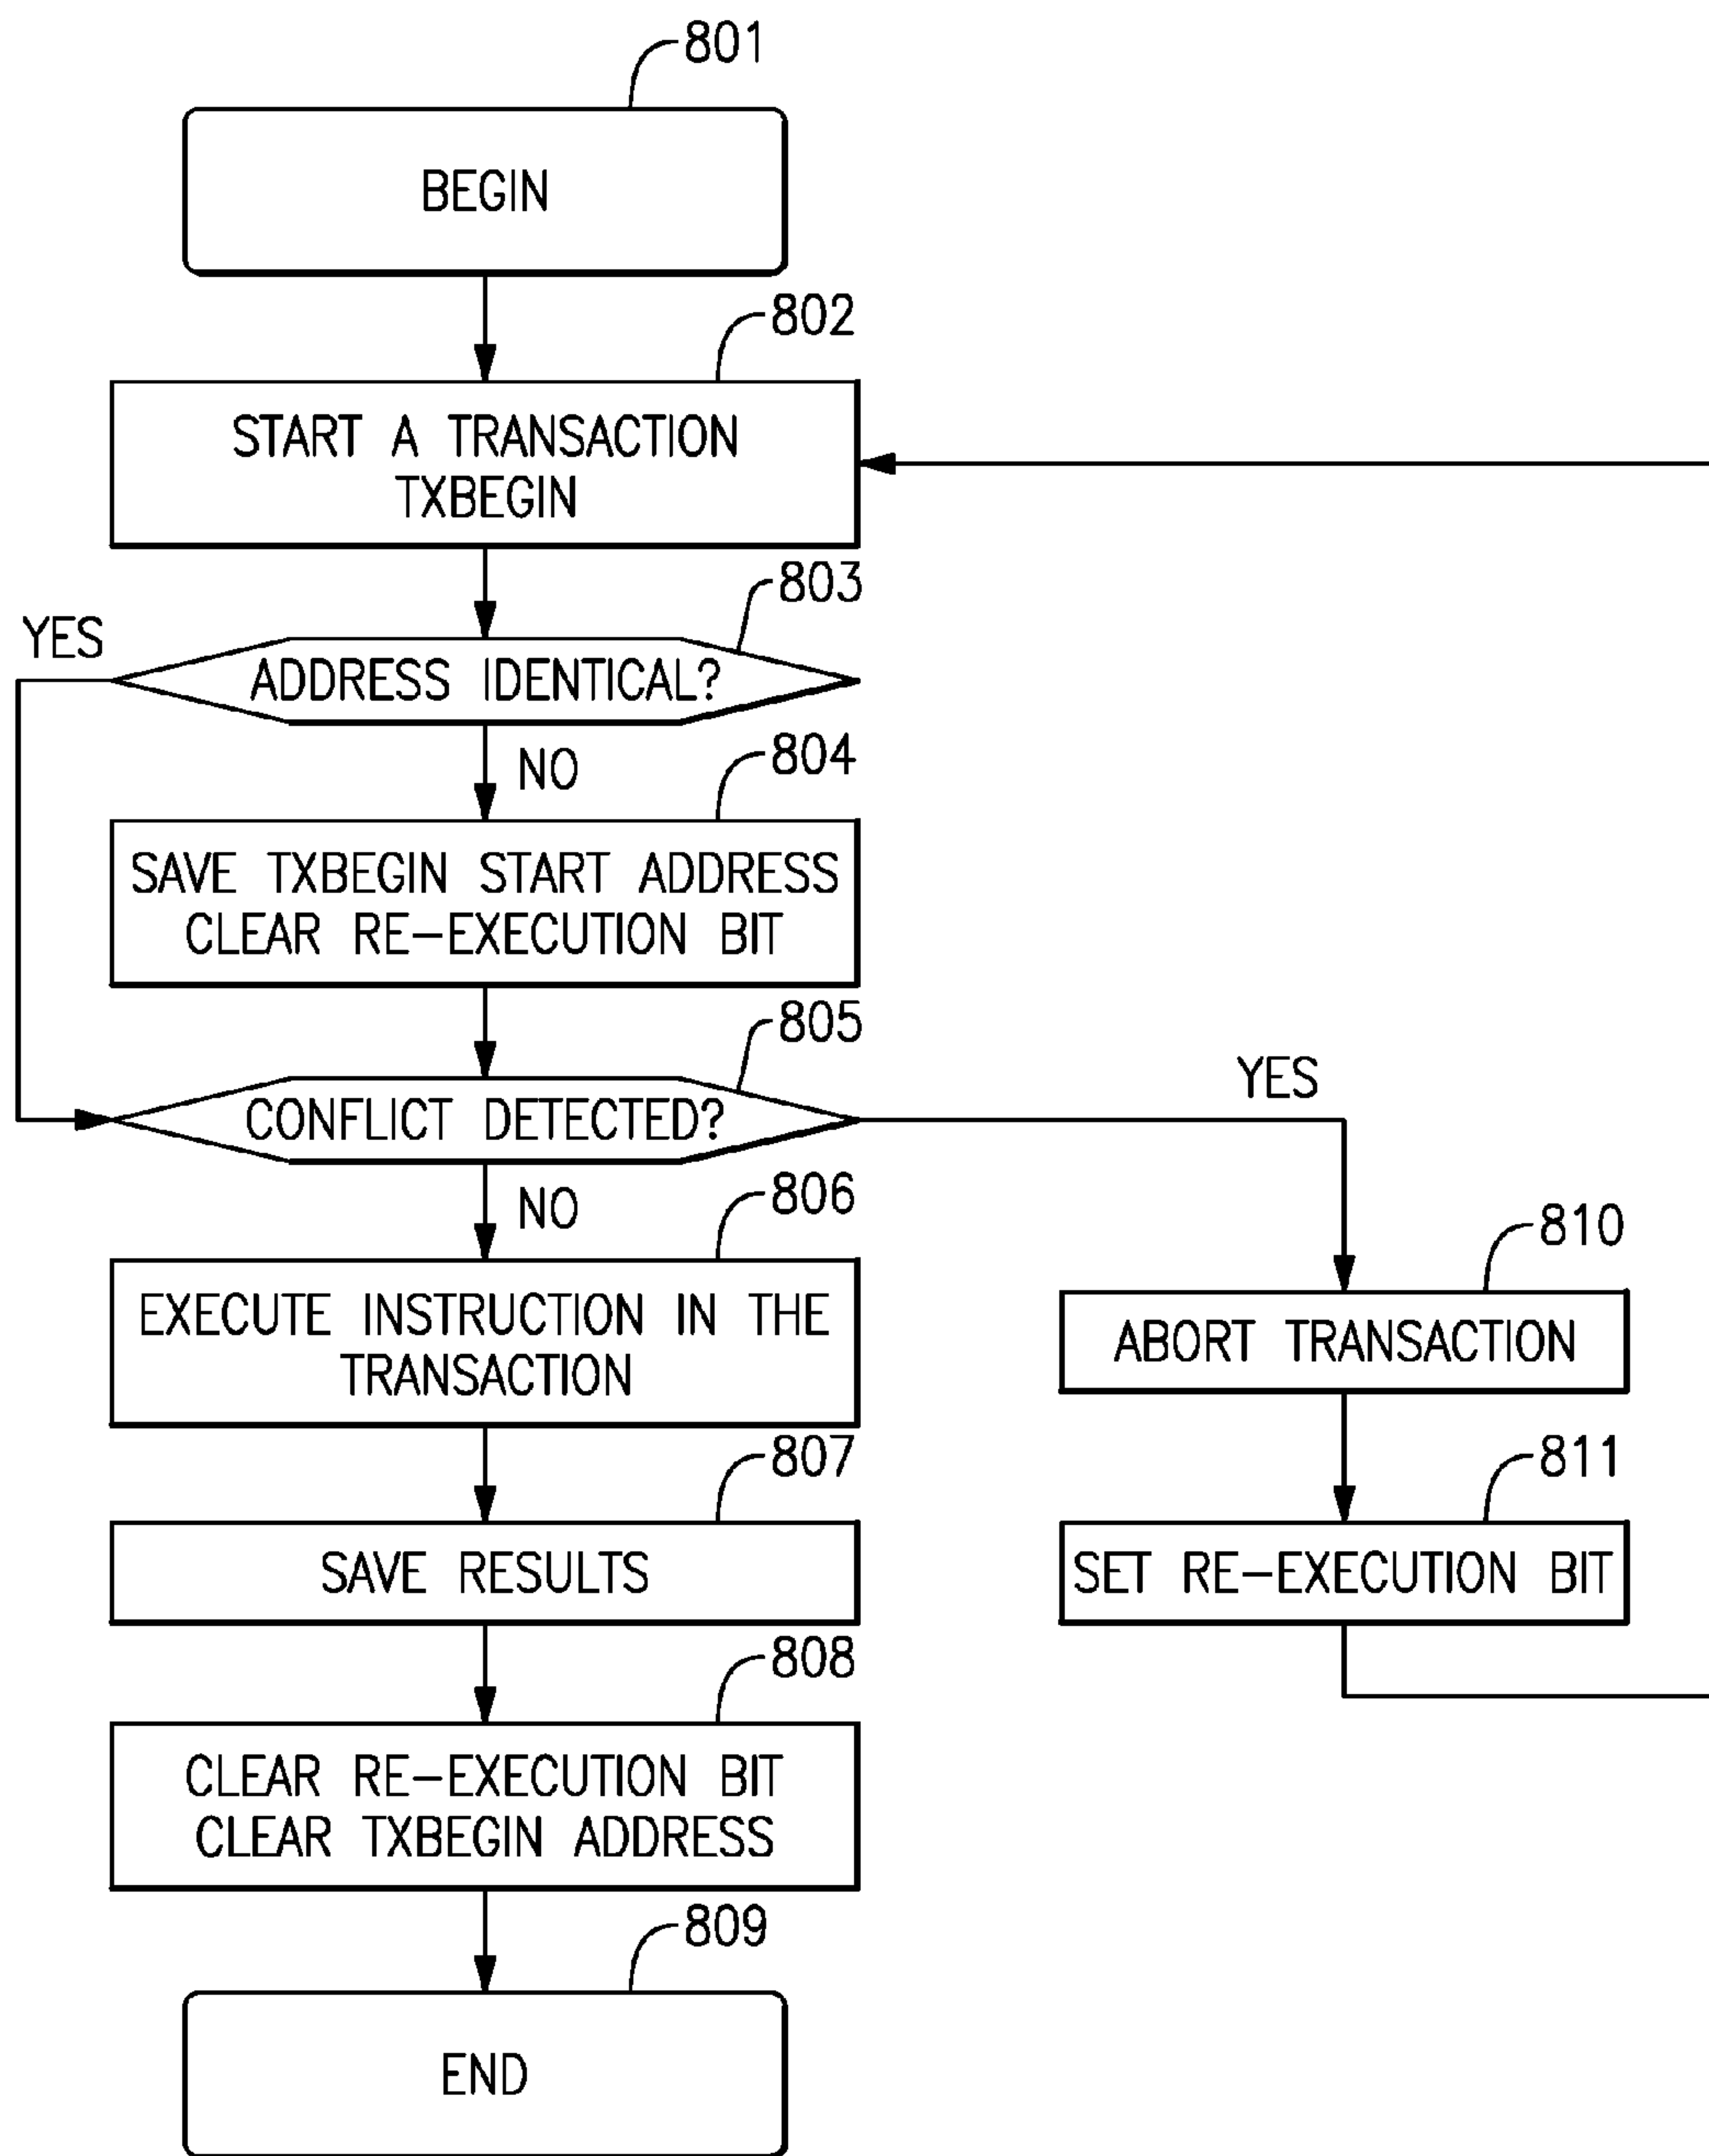 801
BEGIN
802
START A TRANSACTION
TXBEGIN
803
YES
ADDRESS IDENTICAL?
NO
804
SAVE TXBEGIN START ADDRESS
CLEAR RE-EXECUTION BIT
805
CONFLICT DETECTED?
YES
NO
806
EXECUTE INSTRUCTION IN THE
TRANSACTION
810
ABORT TRANSACTION
807
SAVE RESULTS
811
SET RE-EXECUTION BIT
808
CLEAR RE-EXECUTION BIT
CLEAR TXBEGIN ADDRESS
809
END